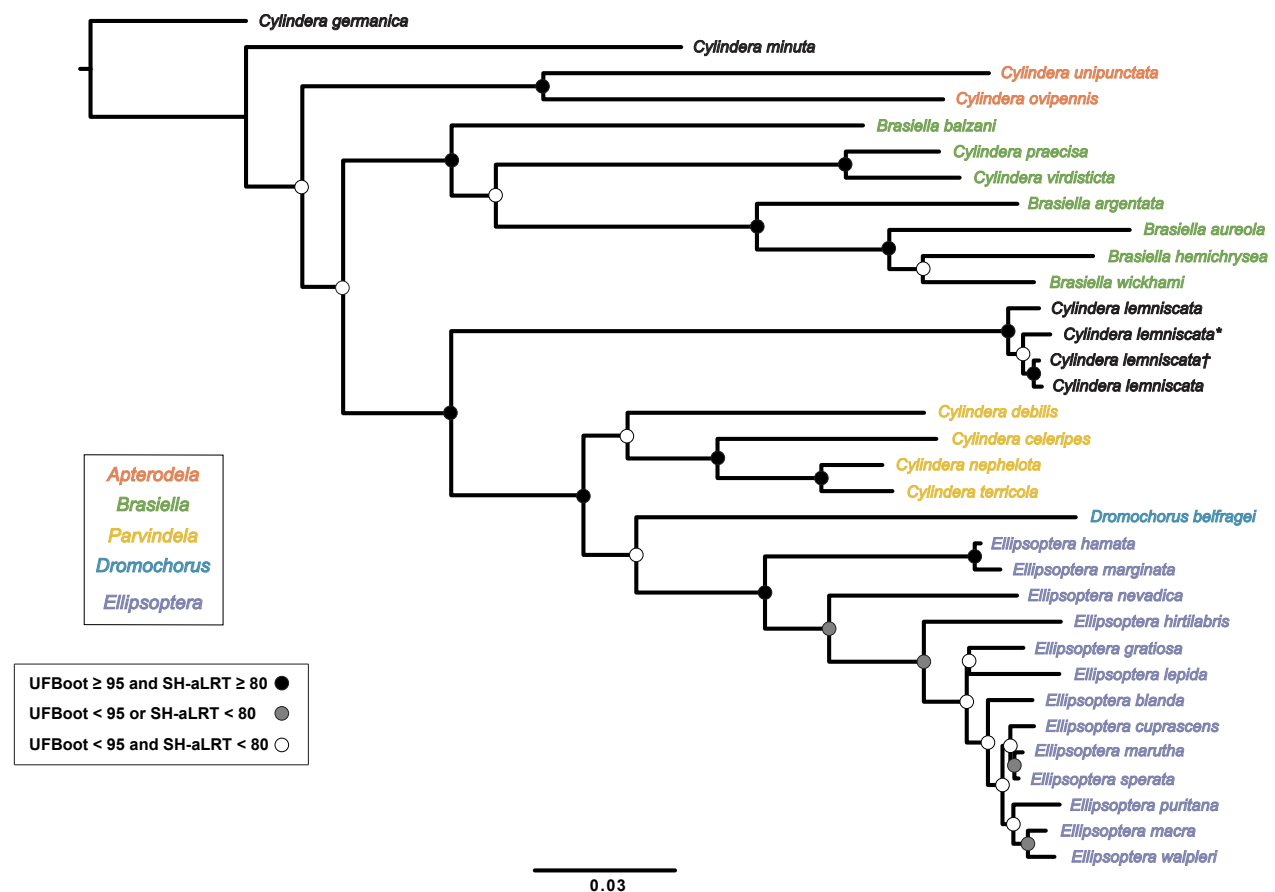 Cylindera germanica
Cylindera minuta
Cylindera unipunctata
Cylindera ovipennis
Brasiella balzani
Cylindera praecisa
Cylindera virdisticta
Brasiella argentata
Brasiella aureola
Brasiella hemichrysea
Brasiella wickhami
Cylindera lemniscata
Cylindera lemniscata*
Cylindera lemniscata†
Cylindera lemniscata
Cylindera debilis
Cylindera celeripes
Cylindera nephelota
Cylindera terricola
Dromochorus belfragei
Ellipsoptera hamata
Ellipsoptera marginata
Ellipsoptera nevadica
Ellipsoptera hirtilabris
Ellipsoptera gratiosa
Ellipsoptera lepida
Ellipsoptera blanda
Ellipsoptera cuprascens
Ellipsoptera marutha
Ellipsoptera sperata
Ellipsoptera puritana
Ellipsoptera macra
Ellipsoptera walpleri
Apterodela
Brasiella
Parvindela
Dromochorus
Ellipsoptera
UFBoot ≥ 95 and SH-aLRT ≥ 80
UFBoot < 95 or SH-aLRT < 80
UFBoot < 95 and SH-aLRT < 80
0.03